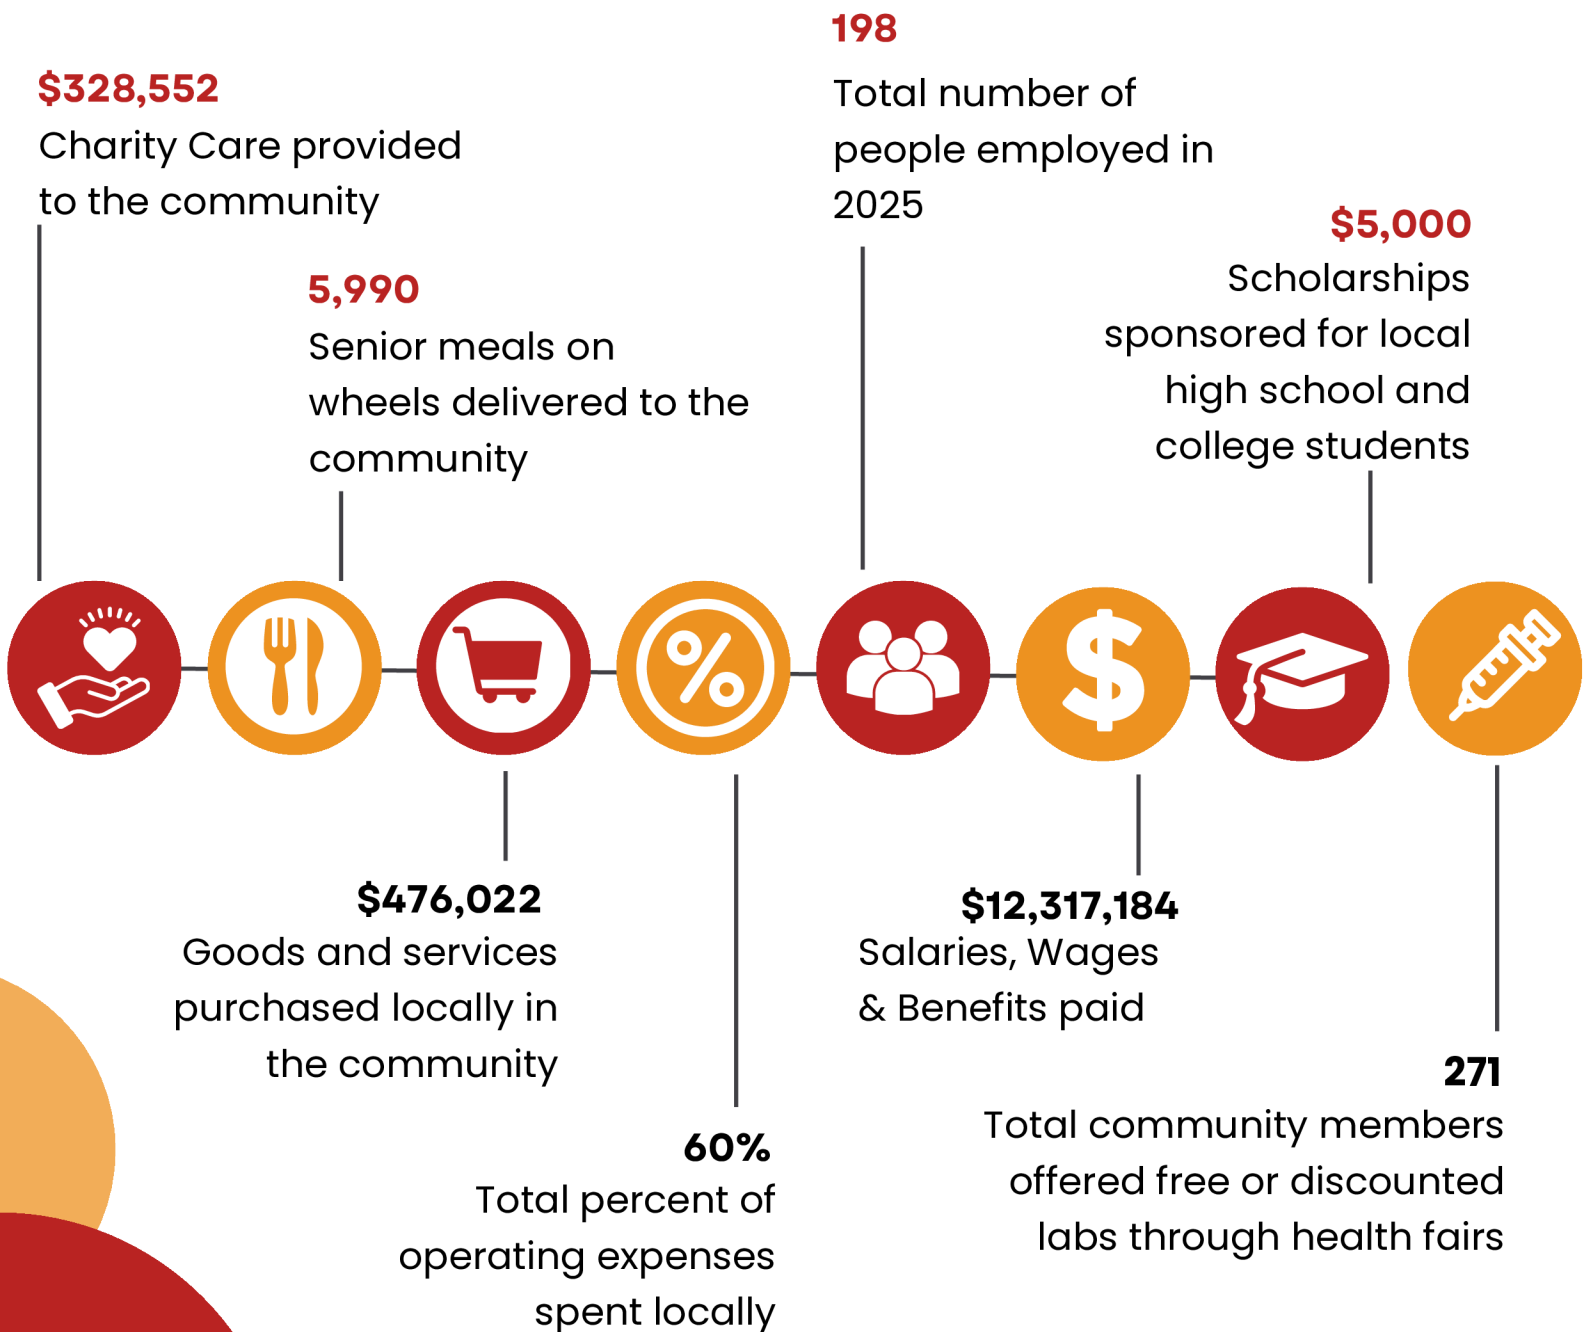 $328,552
Charity Care provided
to the community
5,990
Senior meals on
wheels delivered to the
community
198
Total number of
people employed in
2025
$5,000
Scholarships
sponsored for local
high school and
college students
$476,022
Goods and services
purchased locally in
the community
60%
Total percent of
operating expenses
spent locally
$12,317,184
Salaries, Wages
& Benefits paid
271
Total community members
offered free or discounted
labs through health fairs